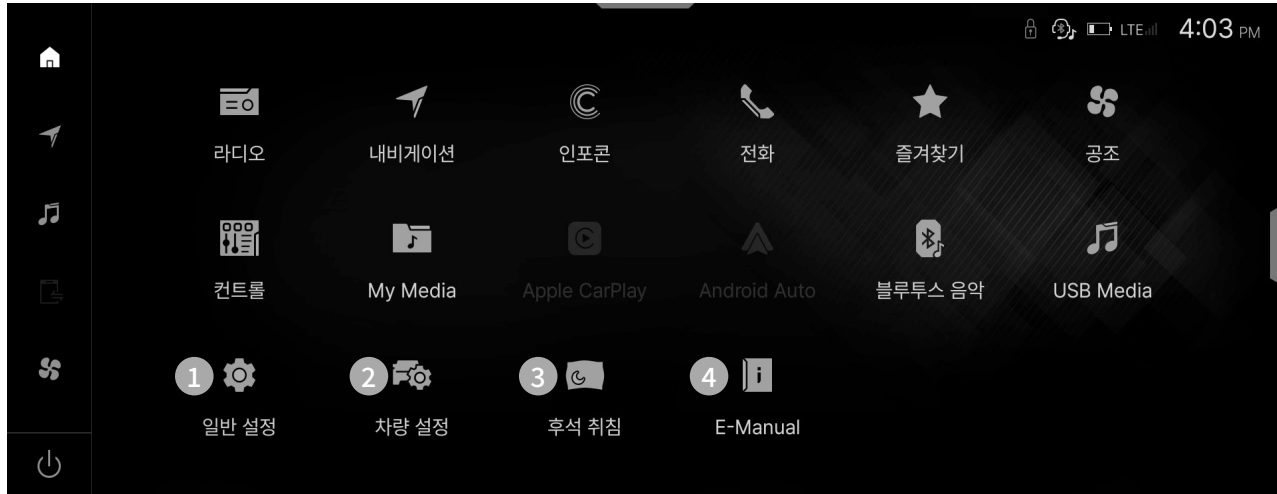 LTE 4:03 PM
라디오 내비게이션 인포콘 전화 즐겨찾기 공조
컨트롤 My Media Apple CarPlay Android Auto 블루투스 음악 USB Media
1 2 3 4
일반 설정 차량 설정 후석 취침 E-Manual